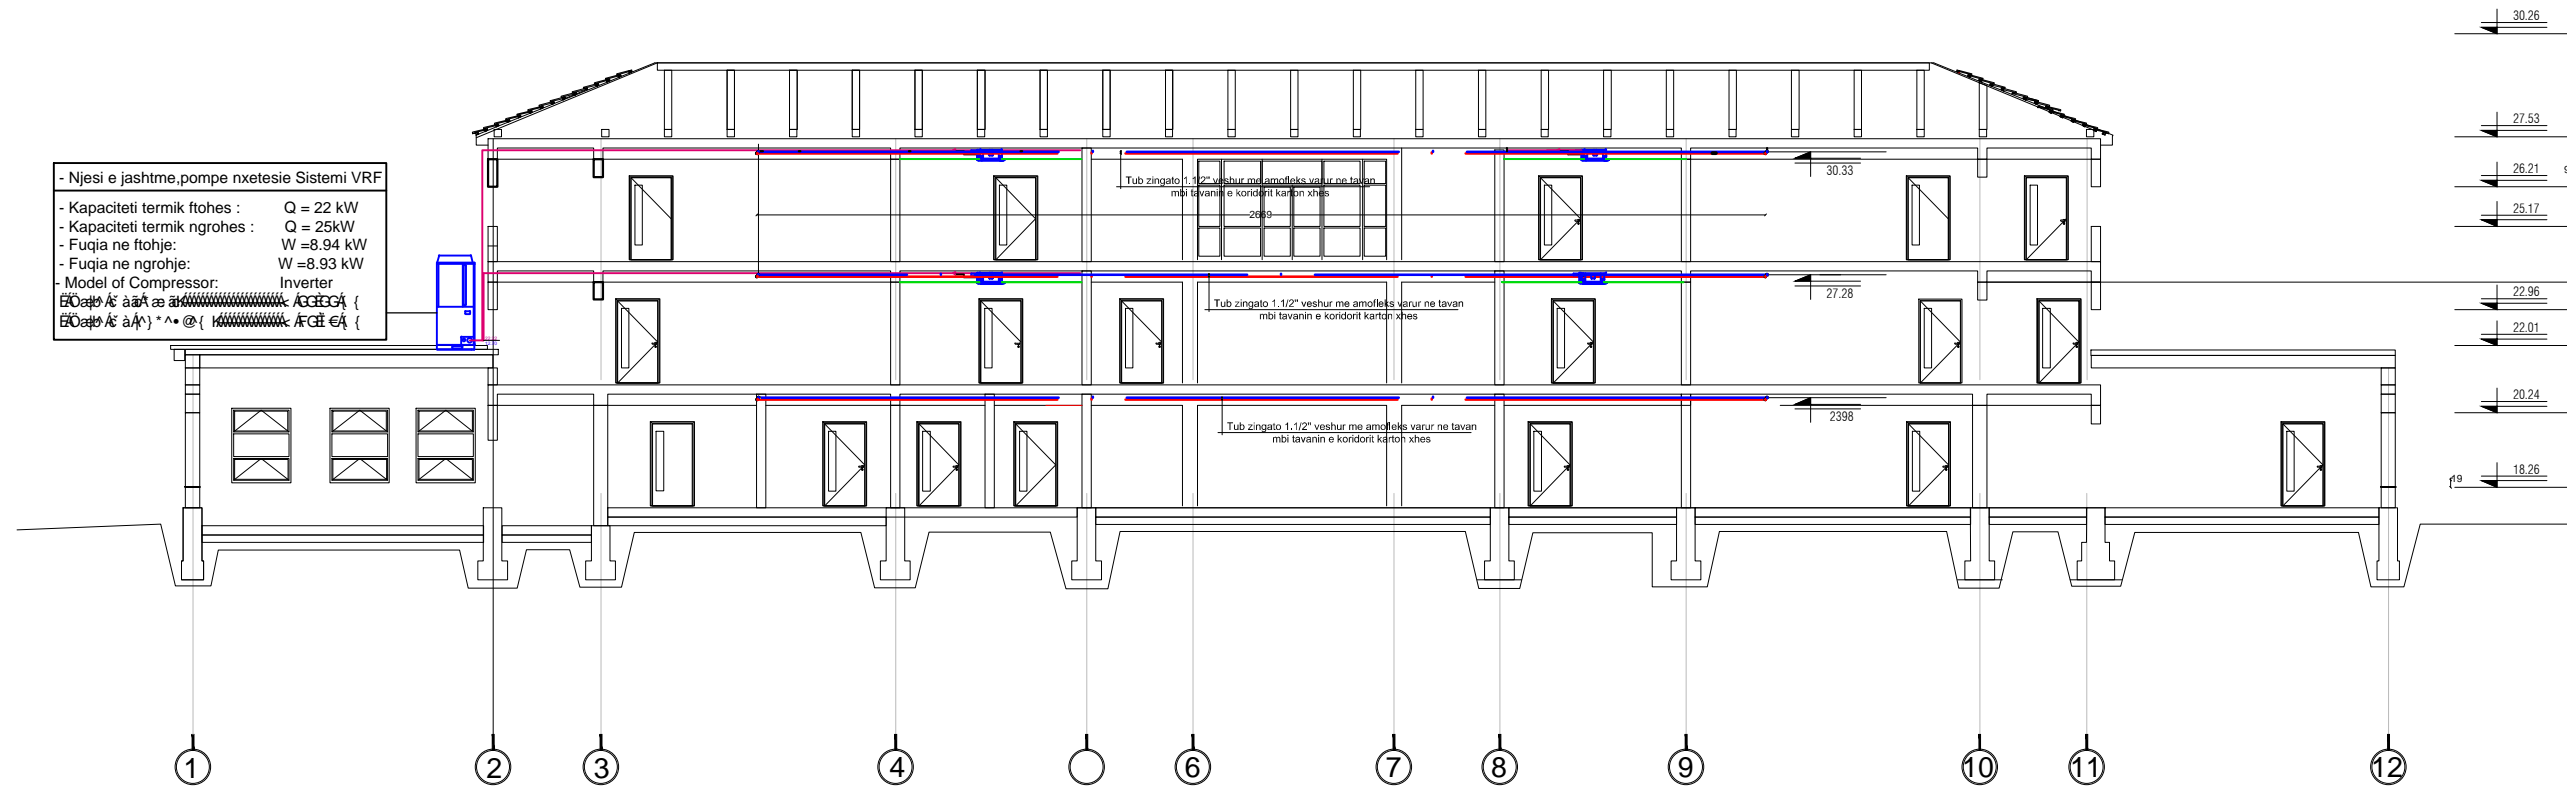 30.26
27.53
26.21
25.17
22.96
22.01
20.24
18.26
19
- Njesi e jashtme,pompe nxetesie Sistemi VRF
- Kapaciteti termik ftohes : Q = 22 kW
- Kapaciteti termik ngrohes : Q = 25kW
- Fuqia ne ftohje: W =8.94 kW
- Fuqia ne ngrohje: W =8.93 kW
- Model of Compressor: Inverter
Tub zingato 1.1/2" veshur me amofleks varur ne tavan
mbi tavanin e koridorit karton xhes
2669
30.33
Tub zingato 1.1/2" veshur me amofleks varur ne tavan
mbi tavanin e koridorit karton xhes
27.28
Tub zingato 1.1/2" veshur me amofleks varur ne tavan
mbi tavanin e koridorit karton xhes
2398
1 2 3 4 6 7 8 9 10 11 12